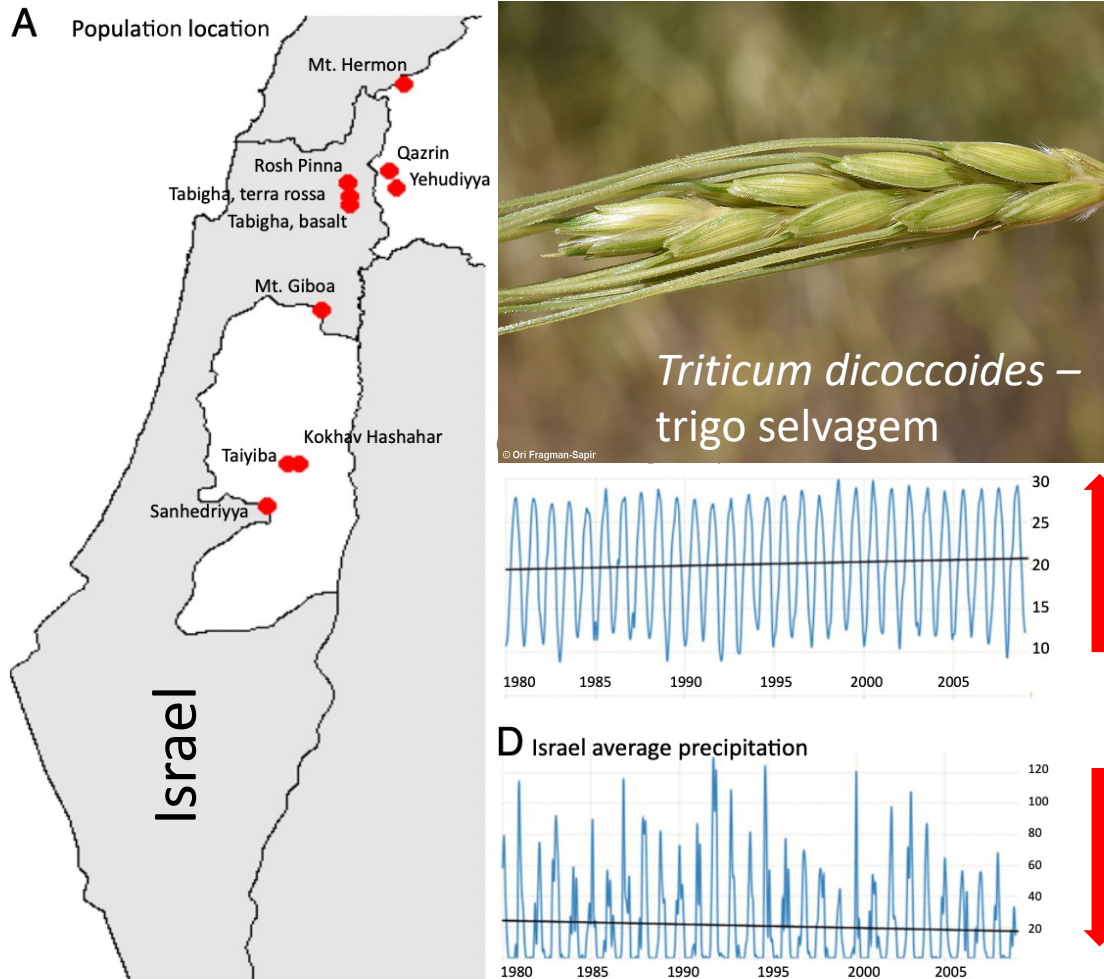 A
Population location
Mt. Hermon
Qazrin
Rosh Pinna
Yehudiyya
Tabigha, terra rossa
Tabigha, basalt
Mt. Giboa
Kokhav Hashahar
Taiyiba
Sanhedriyya
Israel
Triticum dicoccoides –
trigo selvagem
© Ori Fragman-Sapir
30
25
20
15
10
1980 1985 1990 1995 2000 2005
D Israel average precipitation
120
100
80
60
40
20
1980 1985 1990 1995 2000 2005